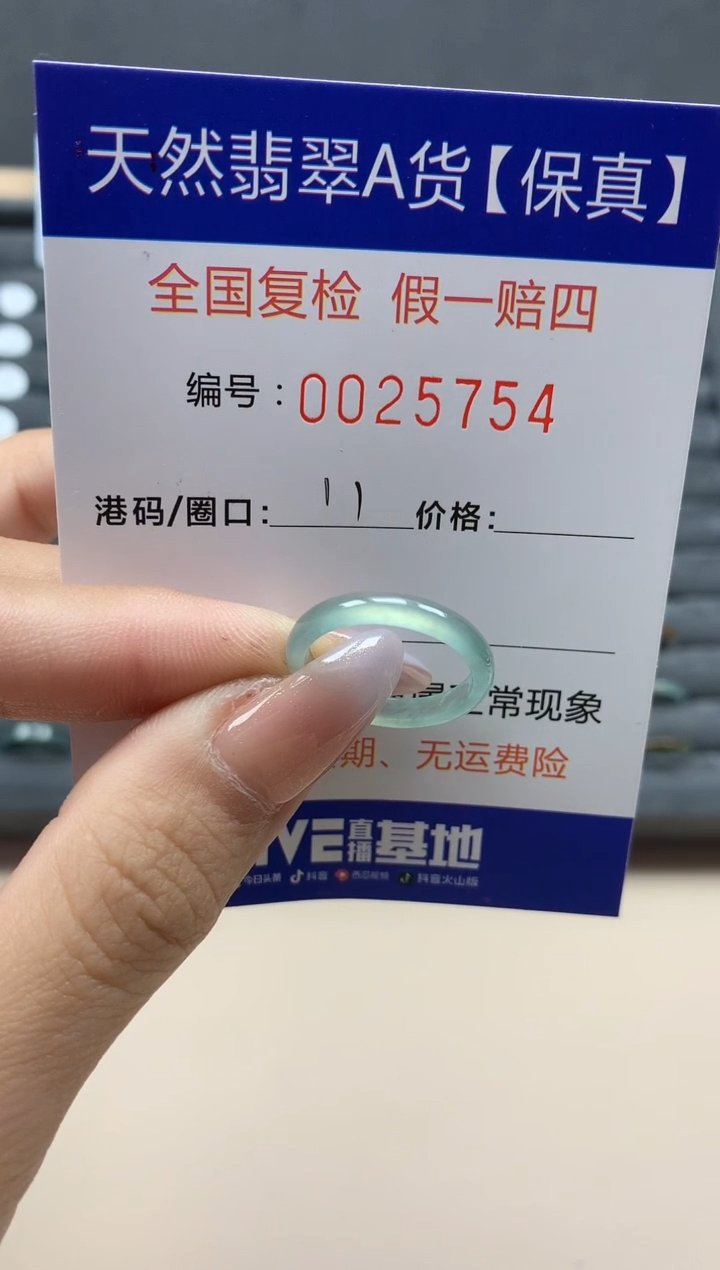 天然翡翠A货【保真】
全国复检 假一赔四
编号：0025754
港码/圈口：11 价格：
常现象
期、无运费险
VE直播基地
今日头条 抖音 西瓜视频 抖音火山版